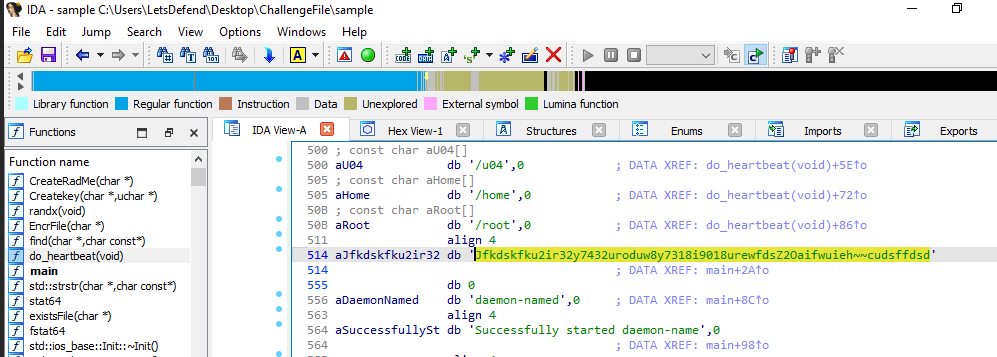 IDA - sample C:\Users\LetsDefend\Desktop\ChallengeFile\sample
File Edit Jump Search View Options Windows Help
Library function Regular function Instruction Data Unexplored External symbol Lumina function
Functions
IDA View-A Hex View-1 Structures Enums Imports Exports
Function name
CreateRadMe(char *)
Createkey(char *,uchar *)
randx(void)
EncrFile(char *)
find(char *,char const*)
do_heartbeat(void)
main
std::strstr(char *,char const*)
stat64
existsFile(char *)
fstat64
std::ios_base::Init::~Init()
500 ; const char aU04[]
500 aU04 db '/u04',0 ; DATA XREF: do_heartbeat(void)+5E↑o
505 ; const char aHome[]
505 aHome db '/home',0 ; DATA XREF: do_heartbeat(void)+72↑o
50B ; const char aRoot[]
50B aRoot db '/root',0 ; DATA XREF: do_heartbeat(void)+86↑o
511 align 4
514 aJfkdskfku2ir32 db 'Jfkdskfku2ir32y7432uroduw8y7318i9018urewfdsZ2Oaifwuieh~~cudsffdsd'
514 ; DATA XREF: main+2A↑o
555 db 0
556 aDaemonNamed db 'daemon-named',0 ; DATA XREF: main+8C↑o
563 align 4
564 aSuccessfullySt db 'Successfully started daemon-name',0
564 ; DATA XREF: main+98↑o